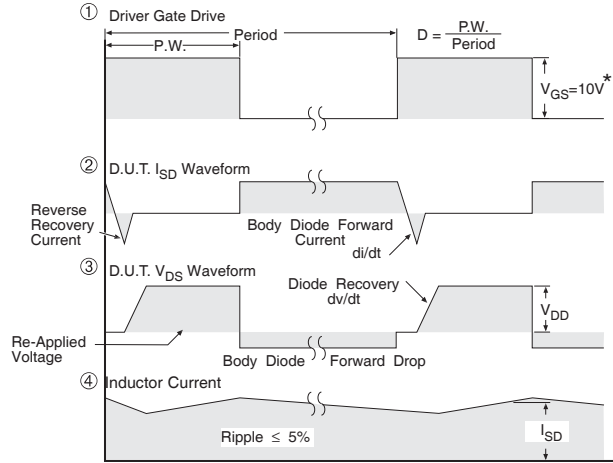 ① Driver Gate Drive
Period
P.W.
D = P.W. / Period
V_GS=10V*
② D.U.T. I_SD Waveform
Reverse
Recovery
Current
Body Diode Forward
Current
di/dt
③ D.U.T. V_DS Waveform
Diode Recovery
dv/dt
V_DD
Re-Applied
Voltage
Body Diode Forward Drop
④ Inductor Current
Ripple ≤ 5%
I_SD